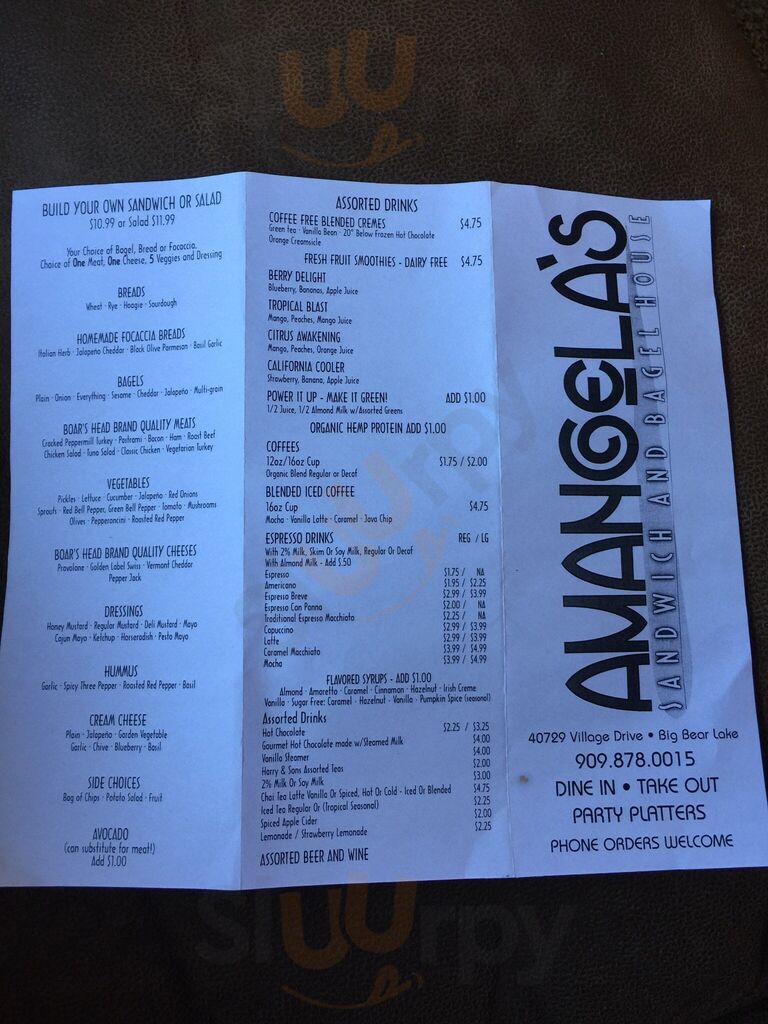 BUILD YOUR OWN SANDWICH OR SALAD
$10.99 or Salad $11.99
Your Choice of Bagel, Bread or Focaccia.
Choice of One Meat, One Cheese, 5 Veggies and Dressing
BREADS
Wheat · Rye · Hoagie · Sourdough
HOMEMADE FOCACCIA BREADS
Italian Herb · Jalapeño Cheddar · Black Olive Parmesan · Basil Garlic
BAGELS
Plain · Onion · Everything · Sesame · Cheddar · Jalapeño · Multi-grain
BOAR'S HEAD BRAND QUALITY MEATS
Cracked Peppermill Turkey · Pastrami · Bacon · Ham · Roast Beef
Chicken Salad · Tuna Salad · Classic Chicken · Vegetarian Turkey
VEGETABLES
Pickles · Lettuce · Cucumber · Jalapeño · Red Onions
Sprouts · Red Bell Pepper, Green Bell Pepper · Tomato · Mushrooms
Olives · Pepperoncini · Roasted Red Pepper
BOAR'S HEAD BRAND QUALITY CHEESES
Provolone · Golden Label Swiss · Vermont Cheddar
Pepper Jack
DRESSINGS
Honey Mustard · Regular Mustard · Deli Mustard · Mayo
Cajun Mayo · Ketchup · Horseradish · Pesto Mayo
HUMMUS
Garlic · Spicy Three Pepper · Roasted Red Pepper · Basil
CREAM CHEESE
Plain · Jalapeño · Garden Vegetable
Garlic · Chive · Blueberry · Basil
SIDE CHOICES
Bag of Chips · Potato Salad · Fruit
AVOCADO
(can substitute for meat!)
Add $1.00
ASSORTED DRINKS
COFFEE FREE BLENDED CREMES $4.75
Green tea · Vanilla Bean · 20° Below Frozen Hot Chocolate
Orange Creamsicle
FRESH FRUIT SMOOTHIES - DAIRY FREE $4.75
BERRY DELIGHT
Blueberry, Bananas, Apple Juice
TROPICAL BLAST
Mango, Peaches, Mango Juice
CITRUS AWAKENING
Mango, Peaches, Orange Juice
CALIFORNIA COOLER
Strawberry, Banana, Apple Juice
POWER IT UP - MAKE IT GREEN! ADD $1.00
1/2 Juice, 1/2 Almond Milk w/Assorted Greens
ORGANIC HEMP PROTEIN ADD $1.00
COFFEES
12oz/16oz Cup $1.75 / $2.00
Organic Blend Regular or Decaf
BLENDED ICED COFFEE
16oz Cup $4.75
Mocha · Vanilla Latte · Caramel · Java Chip
ESPRESSO DRINKS REG / LG
With 2% Milk, Skim Or Soy Milk, Regular Or Decaf
With Almond Milk - Add $.50
Espresso $1.75 / NA
Americano $1.95 / $2.25
Espresso Breve $2.99 / $3.99
Espresso Con Panna $2.00 / NA
Traditional Espresso Macchiato $2.25 / NA
Capuccino $2.99 / $3.99
Latte $2.99 / $3.99
Caramel Macchiato $3.99 / $4.99
Mocha $3.99 / $4.99
FLAVORED SYRUPS - ADD $1.00
Almond · Amaretto · Caramel · Cinnamon · Hazelnut · Irish Creme
Vanilla · Sugar Free: Caramel · Hazelnut · Vanilla · Pumpkin Spice (seasonal)
Assorted Drinks
Hot Chocolate $2.25 / $3.25
Gourmet Hot Chocolate made w/Steamed Milk $4.00
Vanilla Steamer $4.00
Harry & Sons Assorted Teas $2.00
2% Milk Or Soy Milk $3.00
Chai Tea Latte Vanilla Or Spiced, Hot Or Cold - Iced Or Blended $4.75
Iced Tea Regular Or (Tropical Seasonal) $2.25
Spiced Apple Cider $2.00
Lemonade / Strawberry Lemonade $2.25
ASSORTED BEER AND WINE
AMANGELA'S
SANDWICH AND BAGEL HOUSE
40729 Village Drive • Big Bear Lake
909.878.0015
DINE IN • TAKE OUT
PARTY PLATTERS
PHONE ORDERS WELCOME
Sluurpy